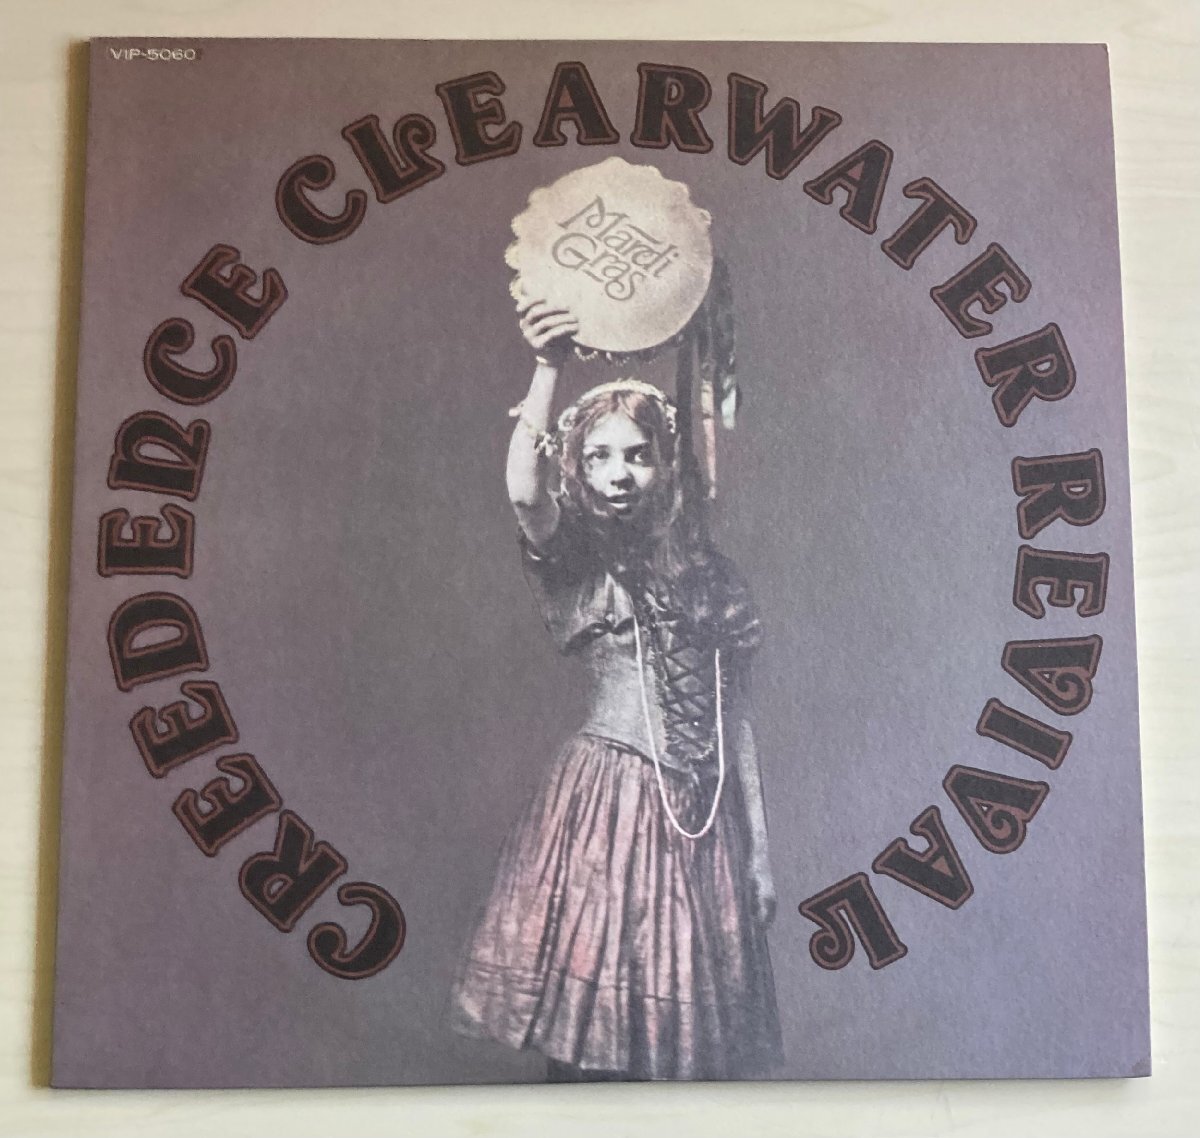 VIP-5060
CREEDENCE CLEARWATER REVIVAL
Mardi
Gras